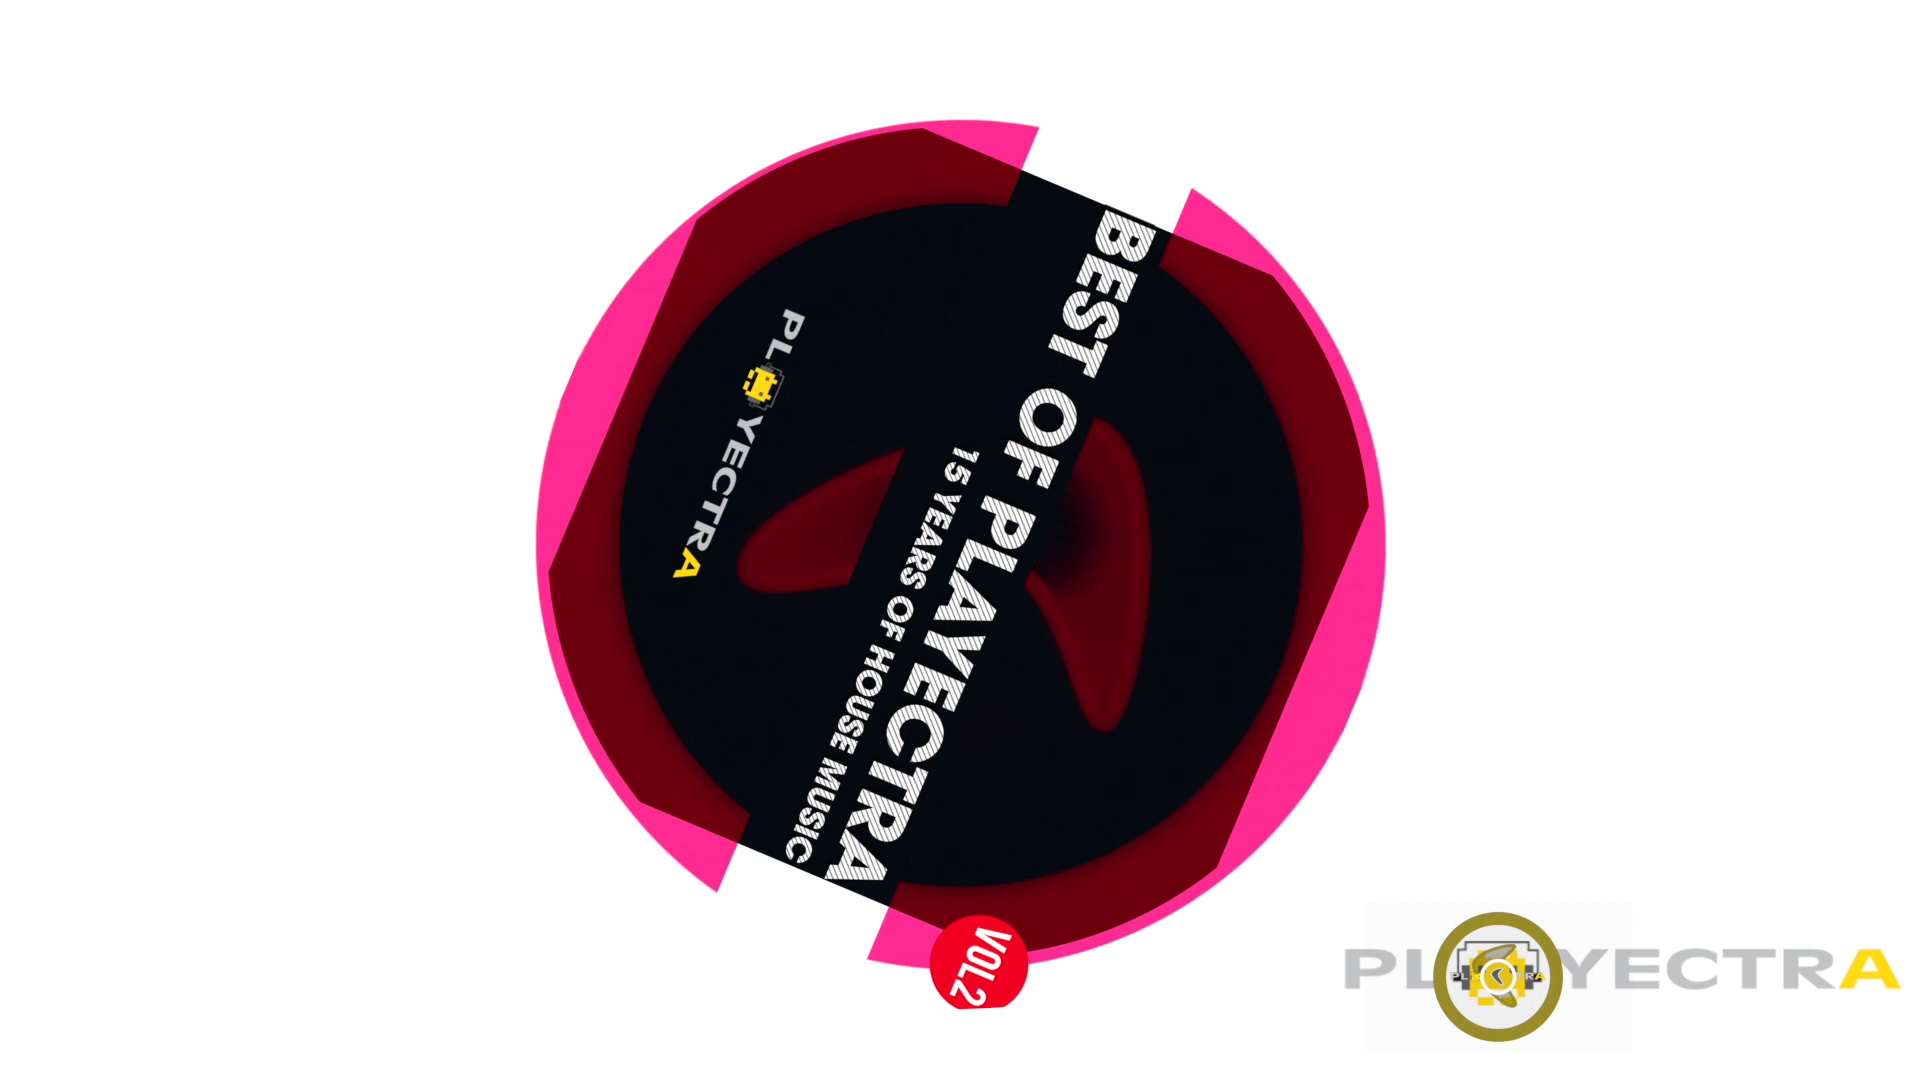 BEST OF PLAYECTRA
15 YEARS OF HOUSE MUSIC
PLAYECTRA
VOL2
PLAYECTRA